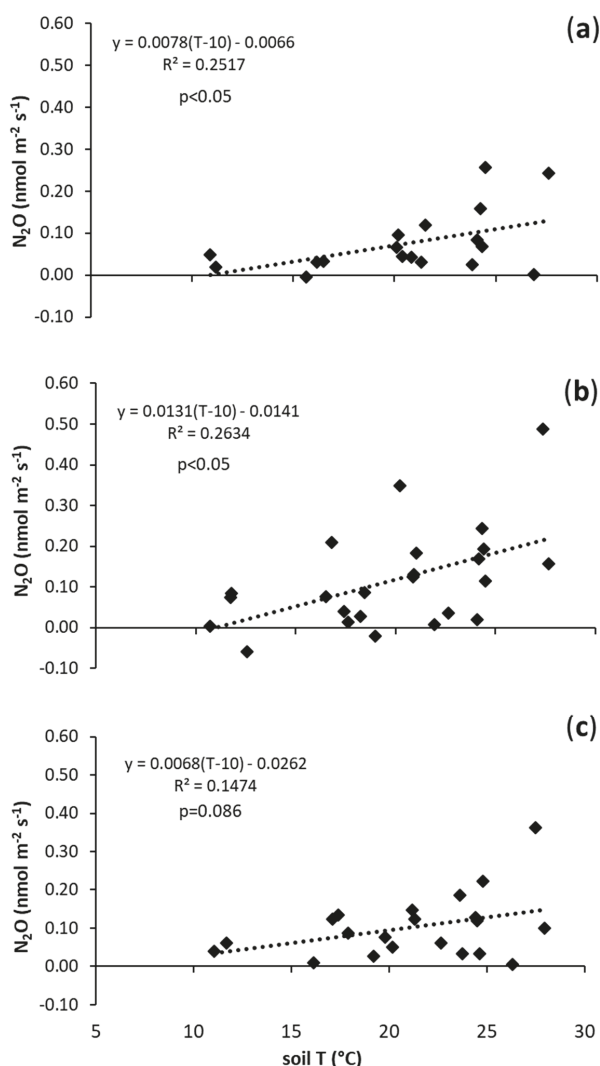 (a)
y = 0.0078(T-10) - 0.0066
R² = 0.2517
p<0.05
N₂O (nmol m⁻² s⁻¹)
0.60
0.50
0.40
0.30
0.20
0.10
0.00
-0.10
(b)
y = 0.0131(T-10) - 0.0141
R² = 0.2634
p<0.05
N₂O (nmol m⁻² s⁻¹)
0.60
0.50
0.40
0.30
0.20
0.10
0.00
-0.10
(c)
y = 0.0068(T-10) - 0.0262
R² = 0.1474
p=0.086
N₂O (nmol m⁻² s⁻¹)
0.60
0.50
0.40
0.30
0.20
0.10
0.00
-0.10
5 10 15 20 25 30
soil T (°C)